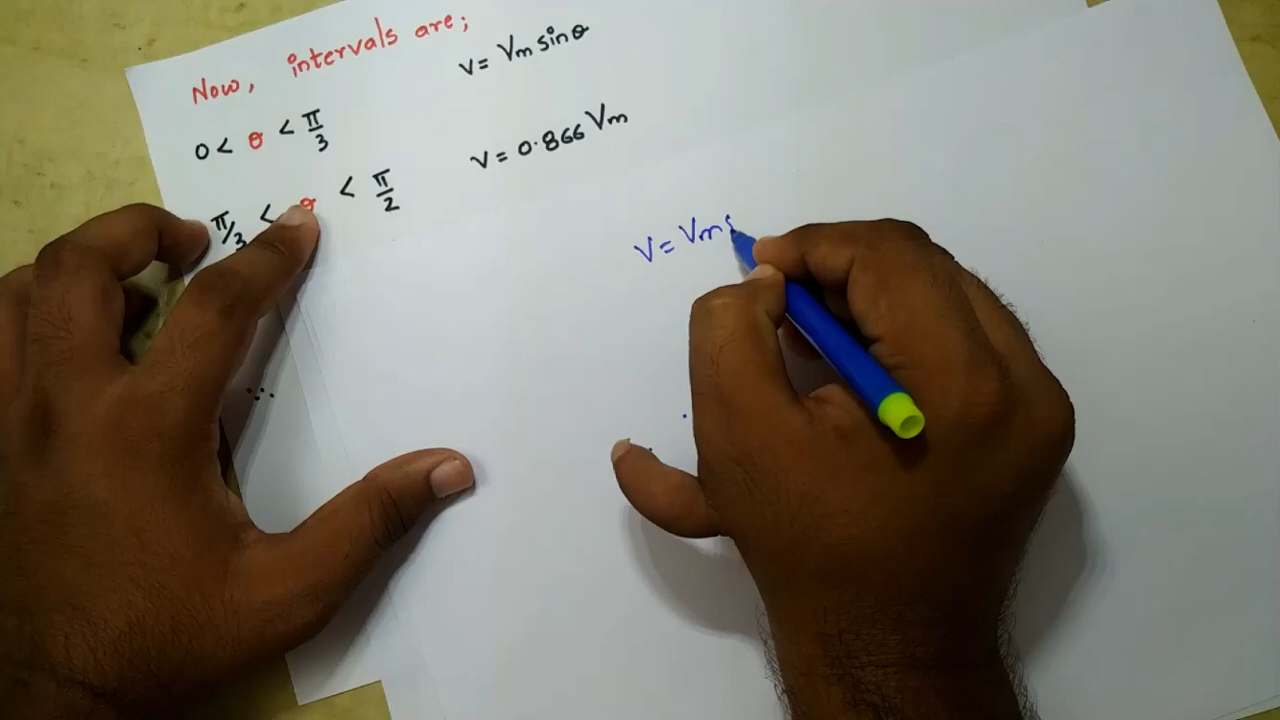 Now, intervals are;
v = Vm sinθ
0 < θ < π/3
v = 0.866 Vm
π/3 < θ < π/2
V = Vm s